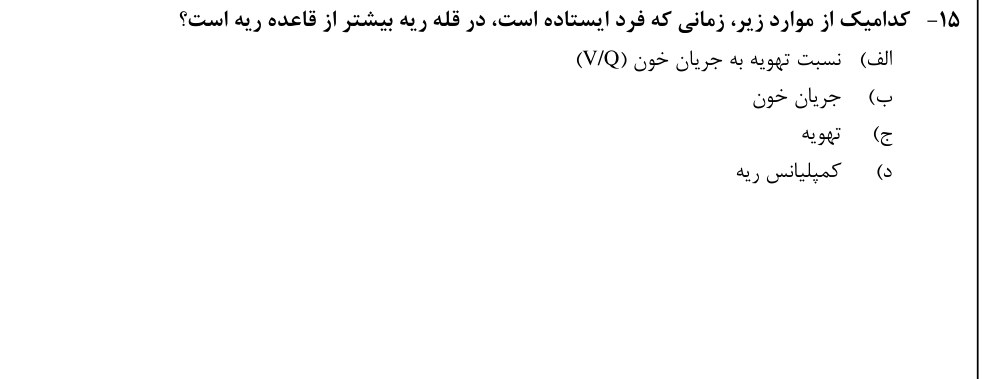 ۱۵- کدامیک از موارد زیر، زمانی که فرد ایستاده است، در قله ریه بیشتر از قاعده ریه است؟
الف) نسبت تهویه به جریان خون (V/Q)
ب) جریان خون
ج) تهویه
د) کمپلیانس ریه